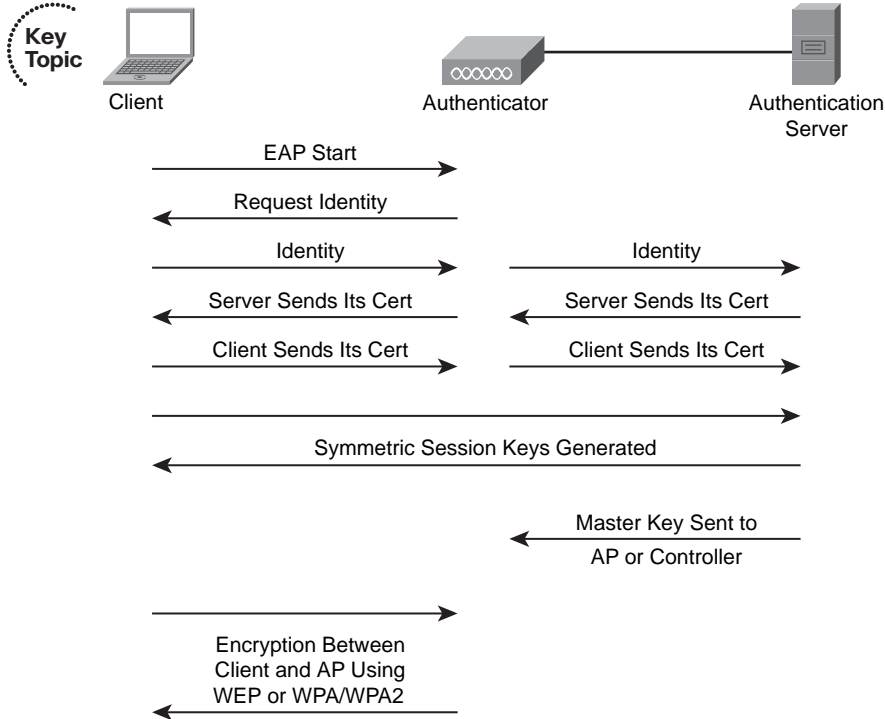 Key
Topic
Client
Authenticator
Authentication
Server
EAP Start
Request Identity
Identity
Identity
Server Sends Its Cert
Server Sends Its Cert
Client Sends Its Cert
Client Sends Its Cert
Symmetric Session Keys Generated
Master Key Sent to
AP or Controller
Encryption Between
Client and AP Using
WEP or WPA/WPA2